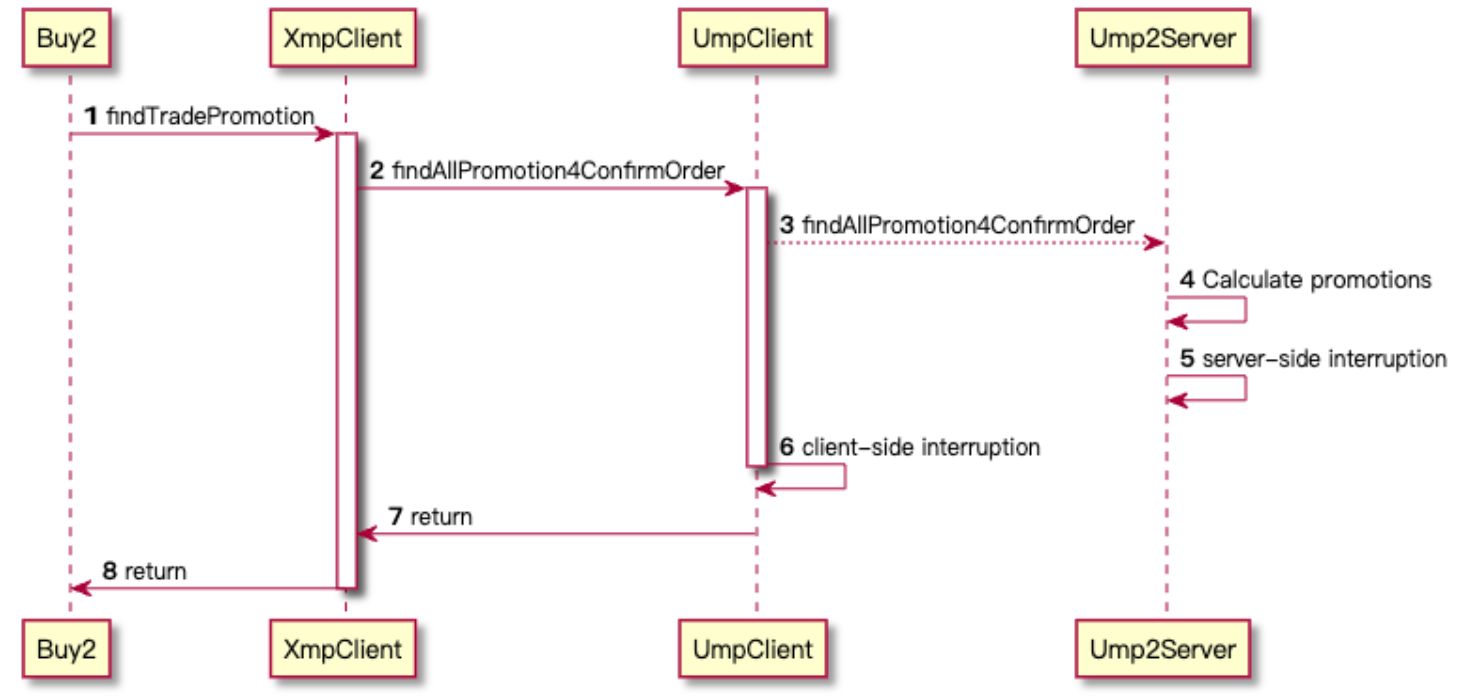 Buy2
XmpClient
UmpClient
Ump2Server
1 findTradePromotion
2 findAllPromotion4ConfirmOrder
3 findAllPromotion4ConfirmOrder
4 Calculate promotions
5 server-side interruption
6 client-side interruption
7 return
8 return
Buy2
XmpClient
UmpClient
Ump2Server